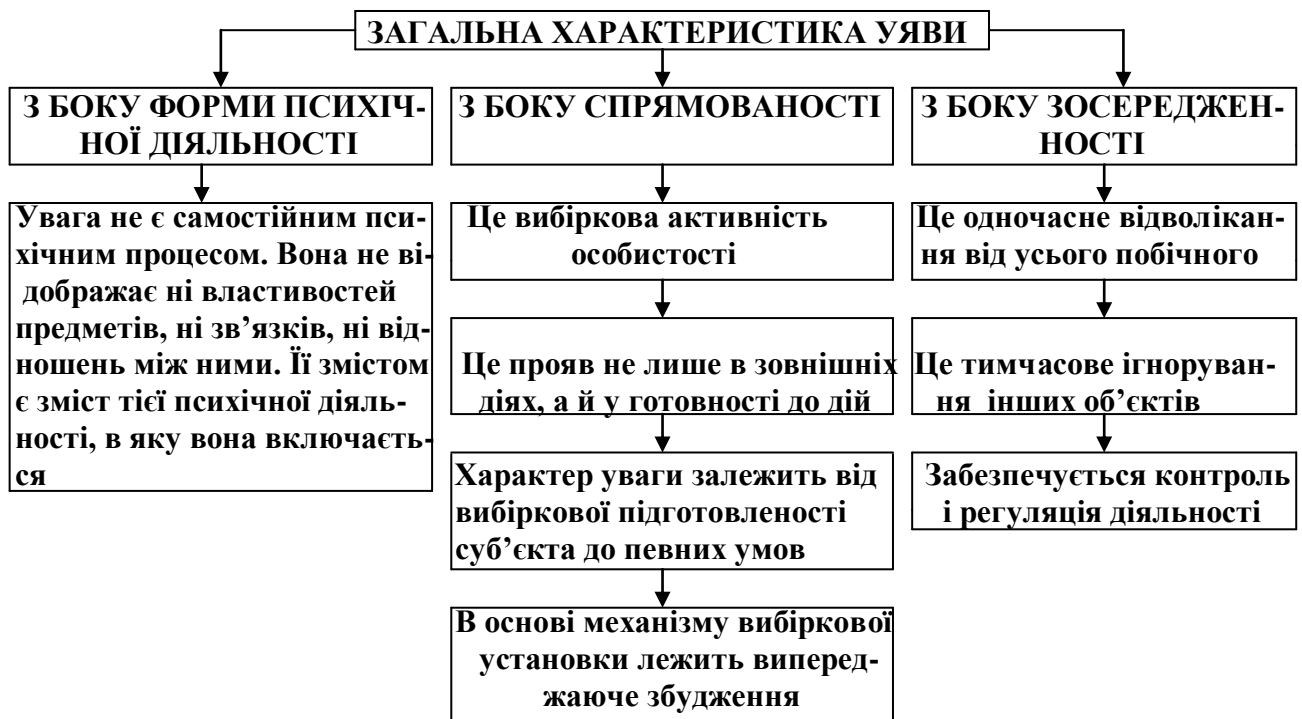 ЗАГАЛЬНА ХАРАКТЕРИСТИКА УЯВИ
З БОКУ ФОРМИ ПСИХІЧ-
НОЇ ДІЯЛЬНОСТІ
Увага не є самостійним пси-
хічним процесом. Вона не ві-
дображає ні властивостей
предметів, ні зв’язків, ні від-
ношень між ними. Її змістом
є зміст тієї психічної діяль-
ності, в яку вона включаєть-
ся
З БОКУ СПРЯМОВАНОСТІ
Це вибіркова активність
особистості
Це прояв не лише в зовнішніх
діях, а й у готовності до дій
Характер уваги залежить від
вибіркової підготовленості
суб’єкта до певних умов
В основі механізму вибіркової
установки лежить виперед-
жаюче збудження
З БОКУ ЗОСЕРЕДЖЕН-
НОСТІ
Це одночасне відволікан-
ня від усього побічного
Це тимчасове ігноруван-
ня інших об’єктів
Забезпечується контроль
і регуляція діяльності